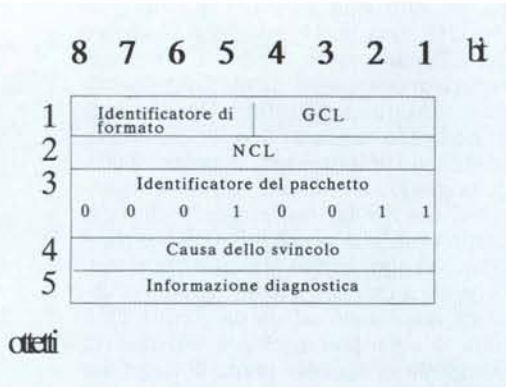 8 7 6 5 4 3 2 1 bit
1 Identificatore di formato GCL
2 NCL
3 Identificatore del pacchetto
0 0 0 1 0 0 1 1
4 Causa dello svincolo
5 Informazione diagnostica
ottetti